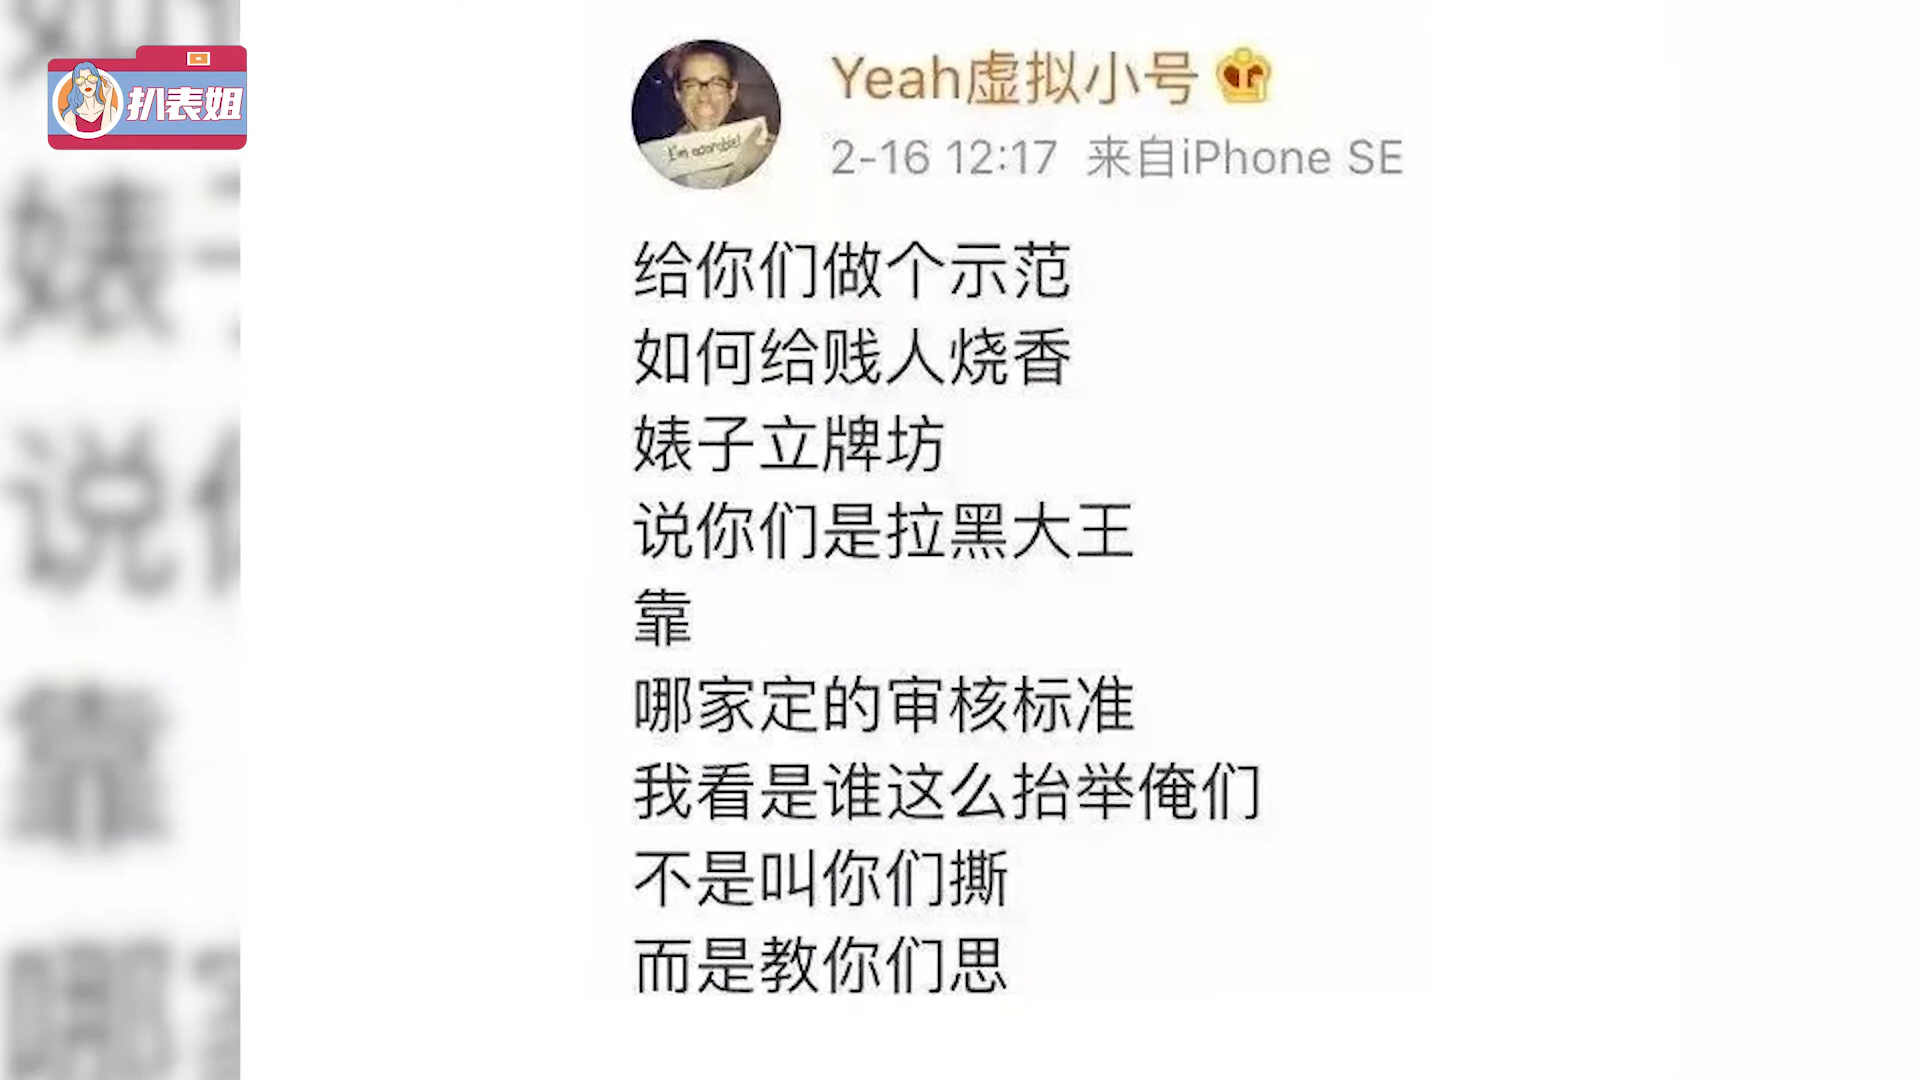 扒表姐
Yeah虚拟小号
2-16 12:17 来自iPhone SE
I'm adorable!
给你们做个示范
如何给贱人烧香
婊子立牌坊
说你们是拉黑大王
靠
哪家定的审核标准
我看是谁这么抬举俺们
不是叫你们撕
而是教你们思